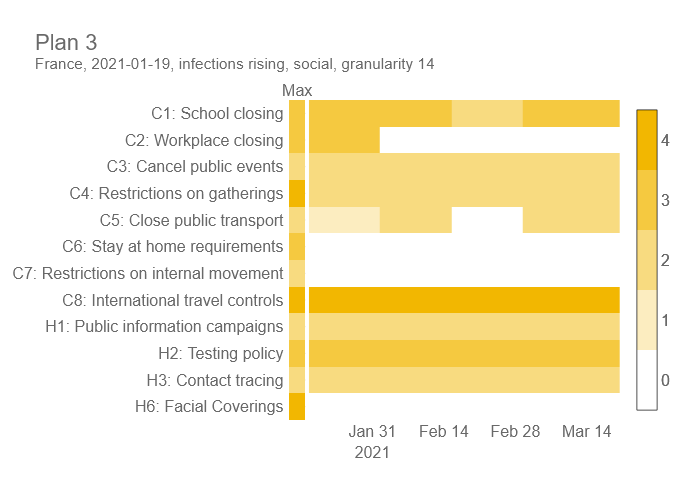 Plan 3
France, 2021-01-19, infections rising, social, granularity 14
Max
C1: School closing
C2: Workplace closing
C3: Cancel public events
C4: Restrictions on gatherings
C5: Close public transport
C6: Stay at home requirements
C7: Restrictions on internal movement
C8: International travel controls
H1: Public information campaigns
H2: Testing policy
H3: Contact tracing
H6: Facial Coverings
Jan 31 Feb 14 Feb 28 Mar 14
2021
4
3
2
1
0